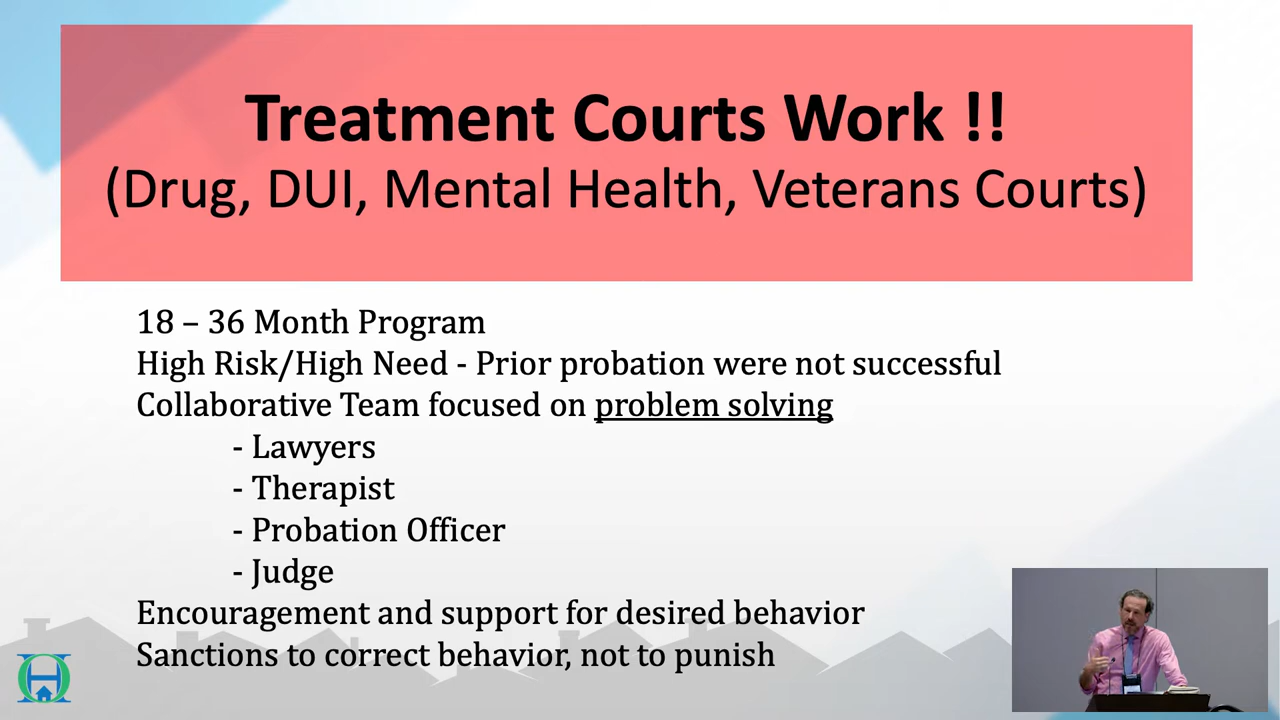 Treatment Courts Work !!
(Drug, DUI, Mental Health, Veterans Courts)
18 – 36 Month Program
High Risk/High Need - Prior probation were not successful
Collaborative Team focused on problem solving
- Lawyers
- Therapist
- Probation Officer
- Judge
Encouragement and support for desired behavior
Sanctions to correct behavior, not to punish